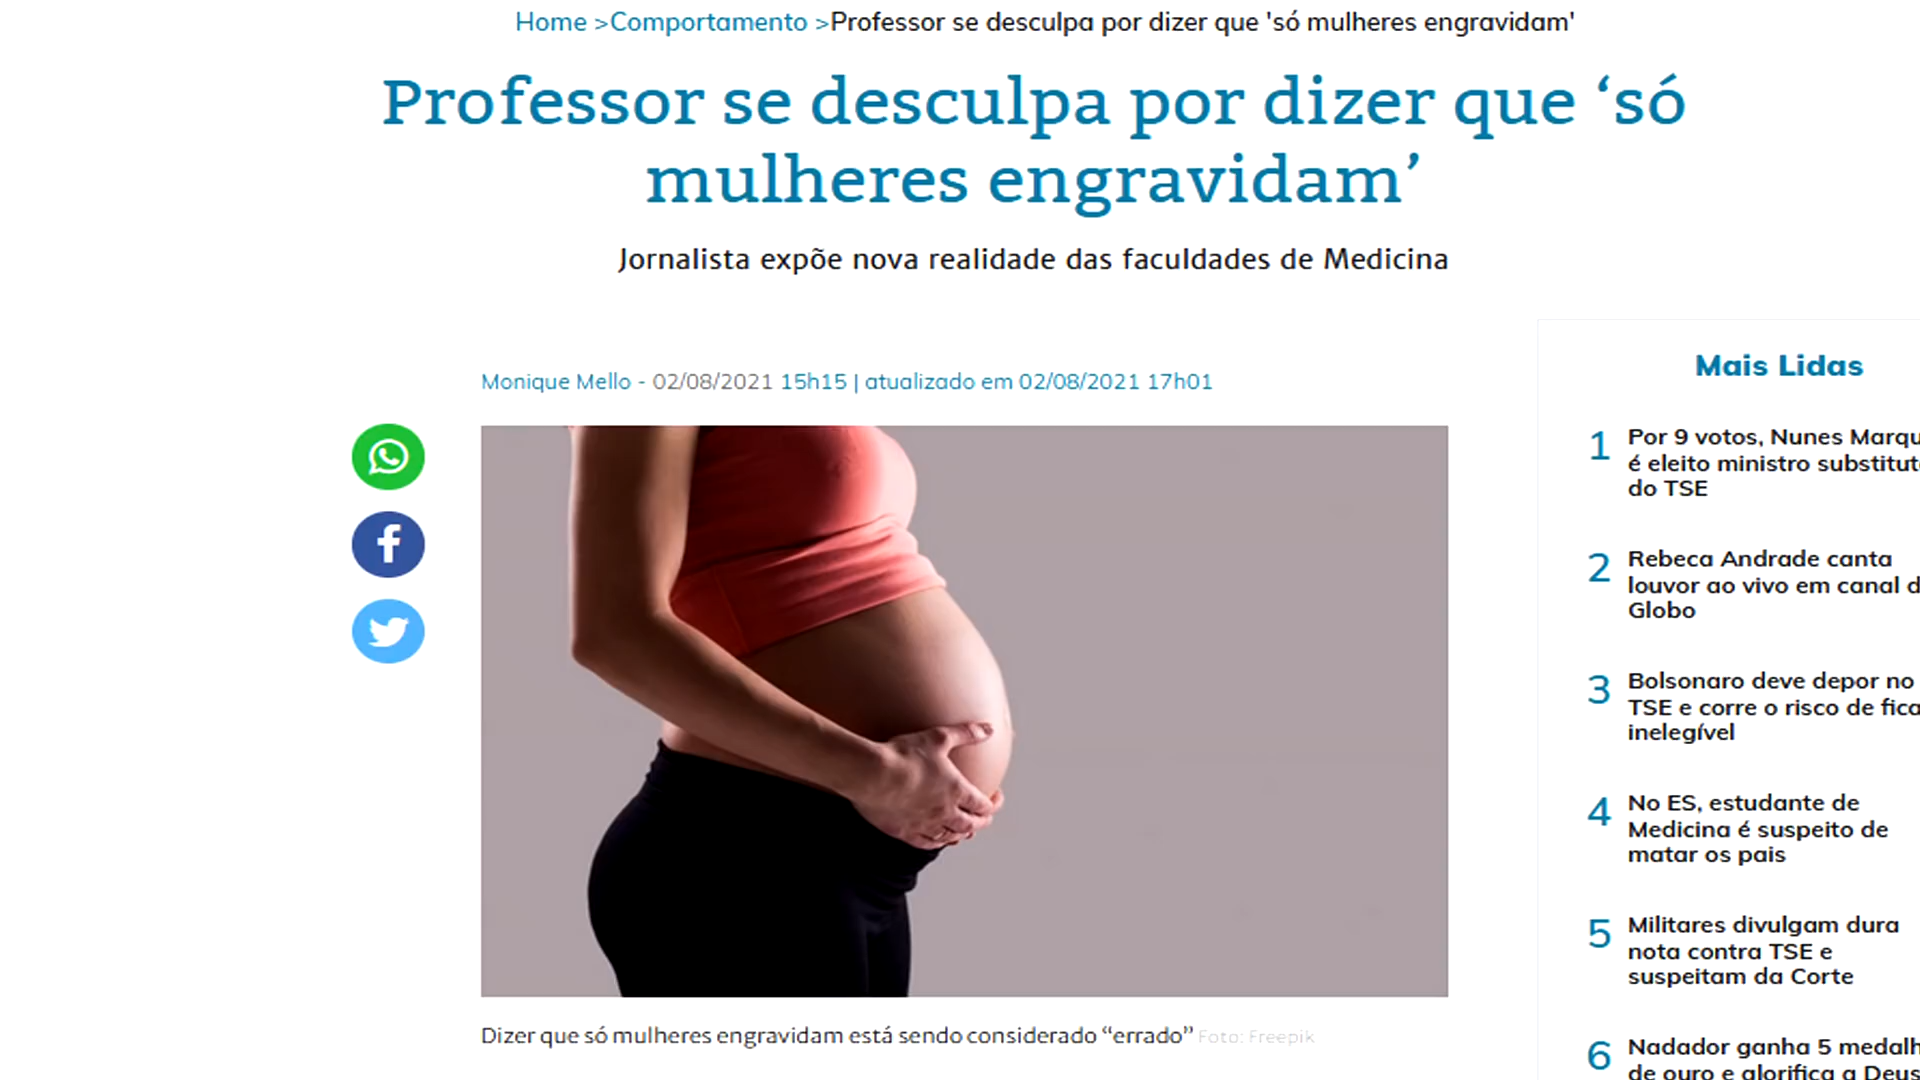 Home >Comportamento >Professor se desculpa por dizer que 'só mulheres engravidam'
Professor se desculpa por dizer que ‘só
mulheres engravidam’
Jornalista expõe nova realidade das faculdades de Medicina
Monique Mello - 02/08/2021 15h15 | atualizado em 02/08/2021 17h01
Dizer que só mulheres engravidam está sendo considerado “errado” Foto: Freepik
Mais Lidas
1 Por 9 votos, Nunes Marqu
é eleito ministro substitut
do TSE
2 Rebeca Andrade canta
louvor ao vivo em canal d
Globo
3 Bolsonaro deve depor no
TSE e corre o risco de fica
inelegível
4 No ES, estudante de
Medicina é suspeito de
matar os pais
5 Militares divulgam dura
nota contra TSE e
suspeitam da Corte
6 Nadador ganha 5 medalh
de ouro e glorifica a Deus